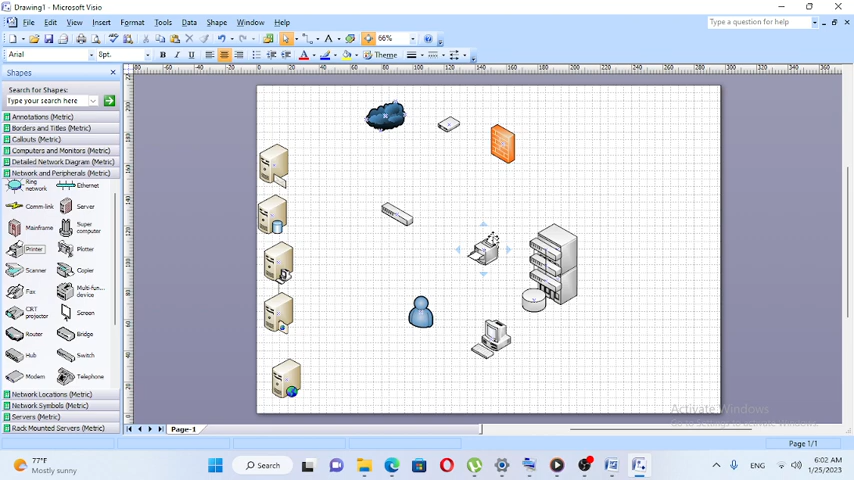 Drawing1 - Microsoft Visio
File Edit View Insert Format Tools Data Shape Window Help
Type a question for help
66%
Arial 8pt. Theme
Shapes
Search for Shapes:
Type your search here
Annotations (Metric)
Borders and Titles (Metric)
Callouts (Metric)
Computers and Monitors (Metric)
Detailed Network Diagram (Metric)
Network and Peripherals (Metric)
Ring network Ethernet
Comm-link Server
Mainframe Super computer
Printer Plotter
Scanner Copier
Fax Multi-fun... device
CRT projector Screen
Router Bridge
Hub Switch
Modem Telephone
Network Locations (Metric)
Network Symbols (Metric)
Servers (Metric)
Rack Mounted Servers (Metric)
Page-1
Activate Windows
Page 1/1
77°F
Mostly sunny
Search
ENG
6:02 AM
1/25/2023